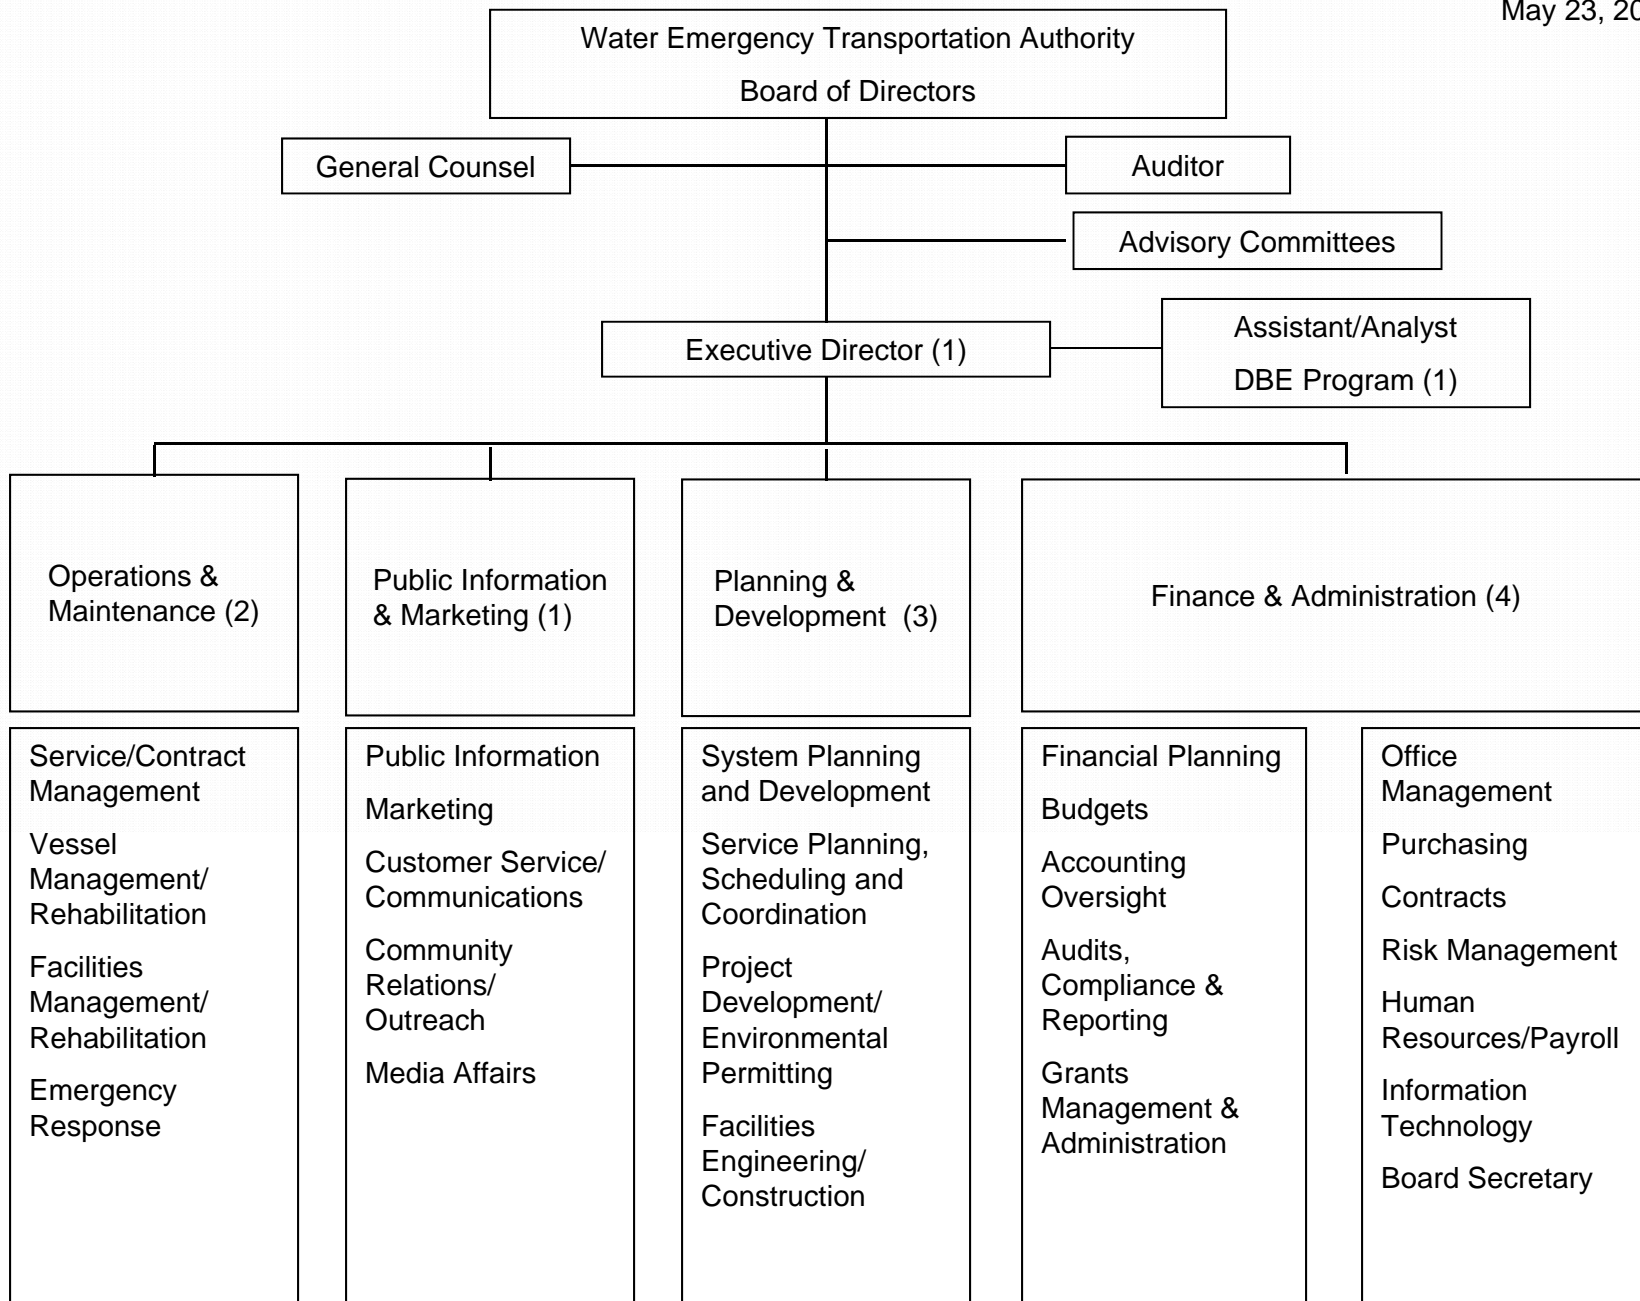 May 23, 20
Water Emergency Transportation Authority
Board of Directors
General Counsel
Auditor
Advisory Committees
Executive Director (1)
Assistant/Analyst
DBE Program (1)
Operations &
Maintenance (2)
Public Information
& Marketing (1)
Planning &
Development (3)
Finance & Administration (4)
Service/Contract
Management
Vessel
Management/
Rehabilitation
Facilities
Management/
Rehabilitation
Emergency
Response
Public Information
Marketing
Customer Service/
Communications
Community
Relations/
Outreach
Media Affairs
System Planning
and Development
Service Planning,
Scheduling and
Coordination
Project
Development/
Environmental
Permitting
Facilities
Engineering/
Construction
Financial Planning
Budgets
Accounting
Oversight
Audits,
Compliance &
Reporting
Grants
Management &
Administration
Office
Management
Purchasing
Contracts
Risk Management
Human
Resources/Payroll
Information
Technology
Board Secretary